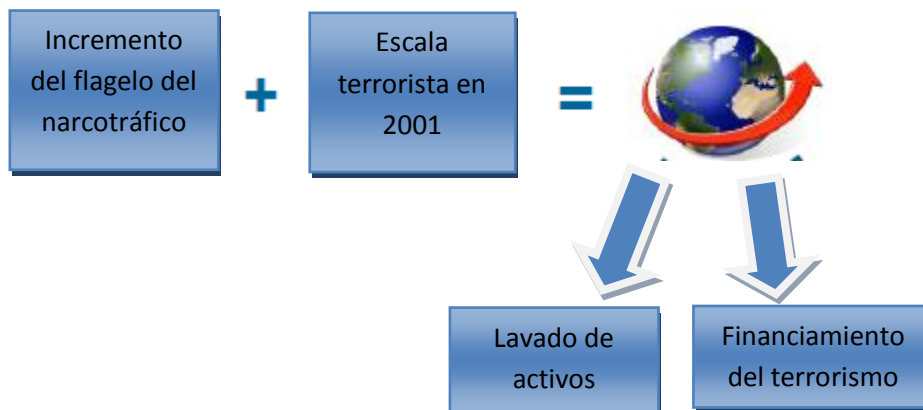 Incremento
del flagelo del
narcotráfico
+
Escala
terrorista en
2001
=
Lavado de
activos
Financiamiento
del terrorismo